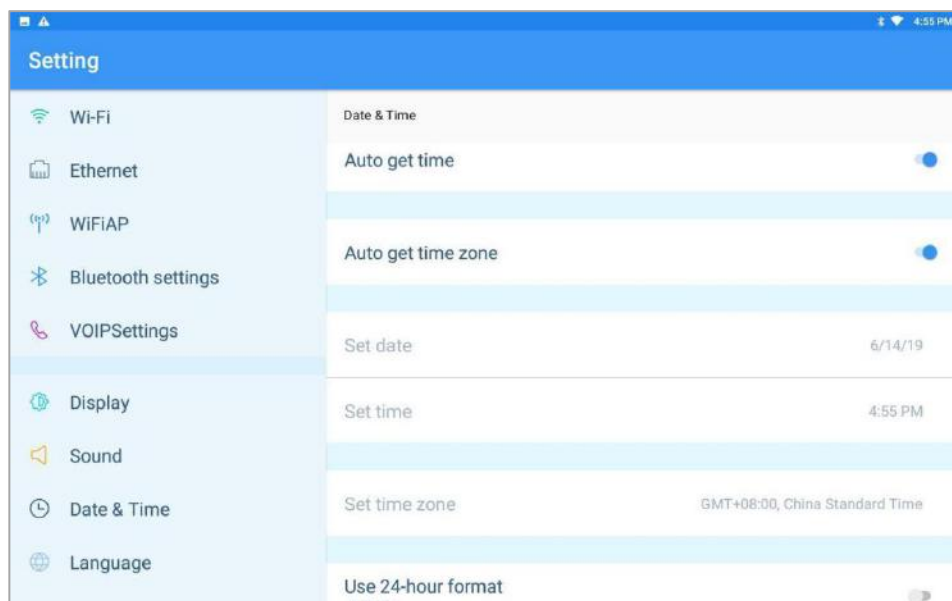 4:55 PM
Setting
Wi-Fi
Ethernet
WiFiAP
Bluetooth settings
VOIPSettings
Display
Sound
Date & Time
Language
Date & Time
Auto get time
Auto get time zone
Set date 6/14/19
Set time 4:55 PM
Set time zone GMT+08:00, China Standard Time
Use 24-hour format